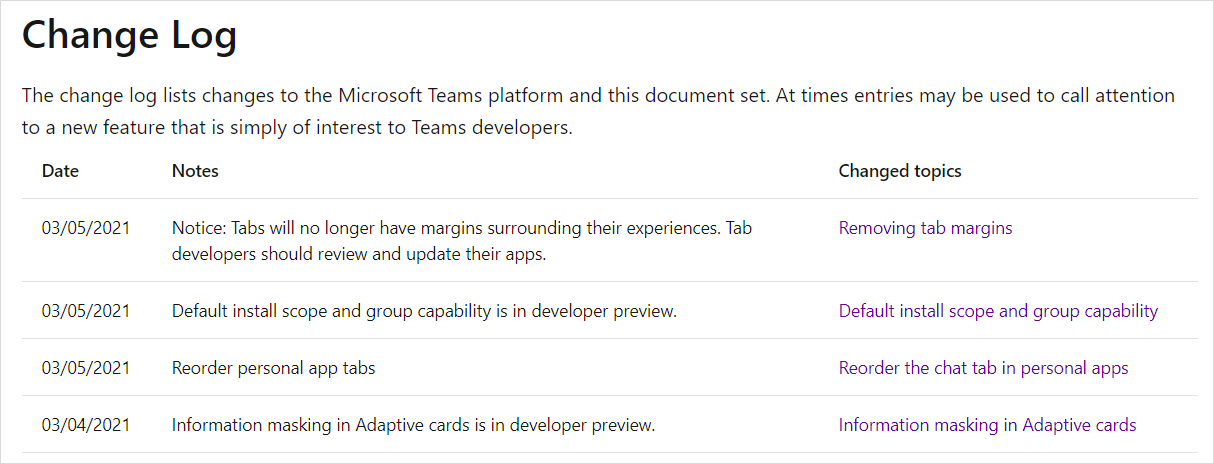 Change Log
The change log lists changes to the Microsoft Teams platform and this document set. At times entries may be used to call attention
to a new feature that is simply of interest to Teams developers.
Date Notes Changed topics
03/05/2021 Notice: Tabs will no longer have margins surrounding their experiences. Tab Removing tab margins
developers should review and update their apps.
03/05/2021 Default install scope and group capability is in developer preview. Default install scope and group capability
03/05/2021 Reorder personal app tabs Reorder the chat tab in personal apps
03/04/2021 Information masking in Adaptive cards is in developer preview. Information masking in Adaptive cards